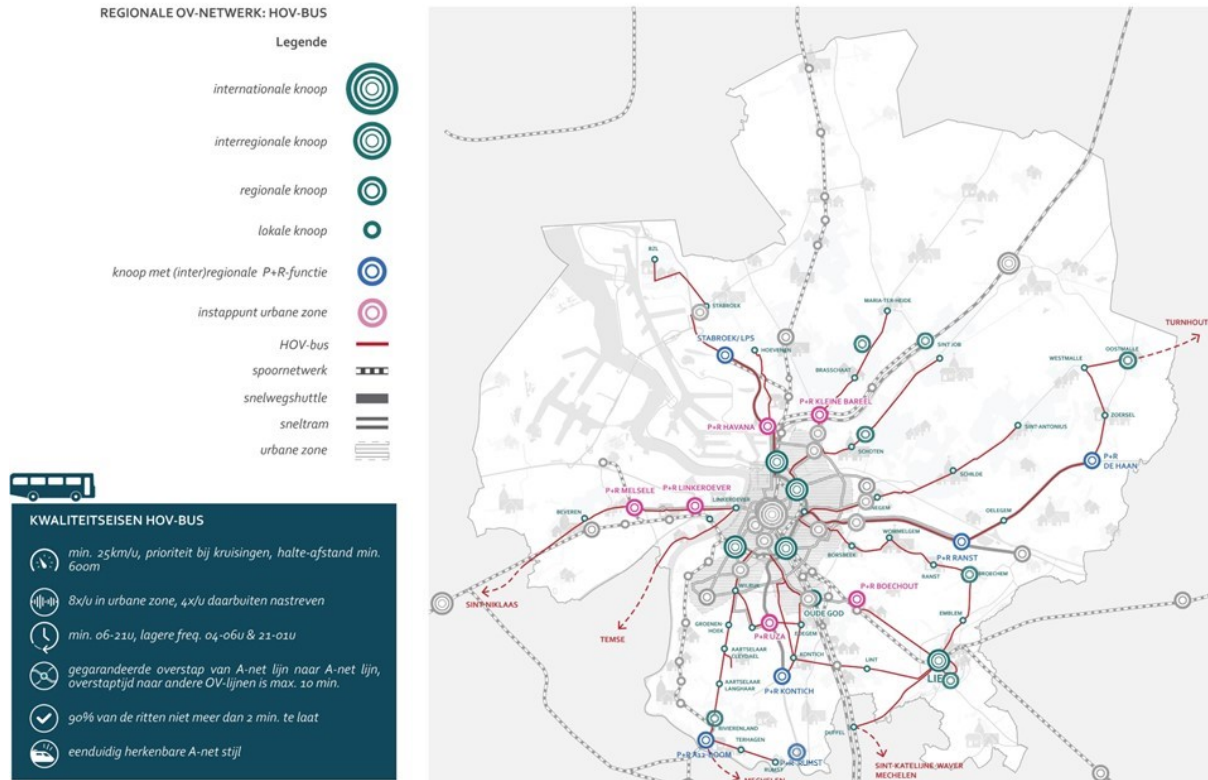 REGIONALE OV-NETWERK: HOV-BUS
Legende
internationale knoop
interregionale knoop
regionale knoop
lokale knoop
knoop met (inter)regionale P+R-functie
instappunt urbane zone
HOV-bus
spoornetwerk
snelwegshuttle
sneltram
urbane zone
KWALITEITSEISEN HOV-BUS
min. 25km/u, prioriteit bij kruisingen, halte-afstand min.
600m
8x/u in urbane zone, 4x/u daarbuiten nastreven
min. 06-21u, lagere freq. 04-06u & 21-01u
gegarandeerde overstap van A-net lijn naar A-net lijn,
overstaptijd naar andere OV-lijnen is max. 10 min.
90% van de ritten niet meer dan 2 min. te laat
eenduidig herkenbare A-net stijl
BZL
STABROEK
MARIA-TER-HEIDE
TURNHOUT
STABROEK/ LPS
HOEVENEN
SINT JOB
OOSTMALLE
WESTMALLE
BRASSCHAAT
P+R KLEINE BAREEL
ZOERSEL
P+R HAVANA
SINT-ANTONIUS
SCHOTEN
P+R
DE HAAN
SCHILDE
P+R MELSELE
P+R LINKEROEVER
LINKEROEVER
BEVEREN
OELEGEM
WOMMELGEM
P+R RANST
BORSBEEK
RANST
BROECHEM
WILRIJK
P+R BOECHOUT
SINT-NIKLAAS
OUDE GOD
EMBLEM
TEMSE
GROENEN
HOEK
P+R UZA
EDEGEM
AARTSELAAR
CLEYDAEL
KONTICH
LINT
P+R KONTICH
AARTSELAAR
LANGHAAR
RIVIERENLAND
DUFFEL
TERHAGEN
P+R A12-BOOM
RUMST
P+R RUMST
MECHELEN
SINT-KATELIJNE-WAVER
MECHELEN